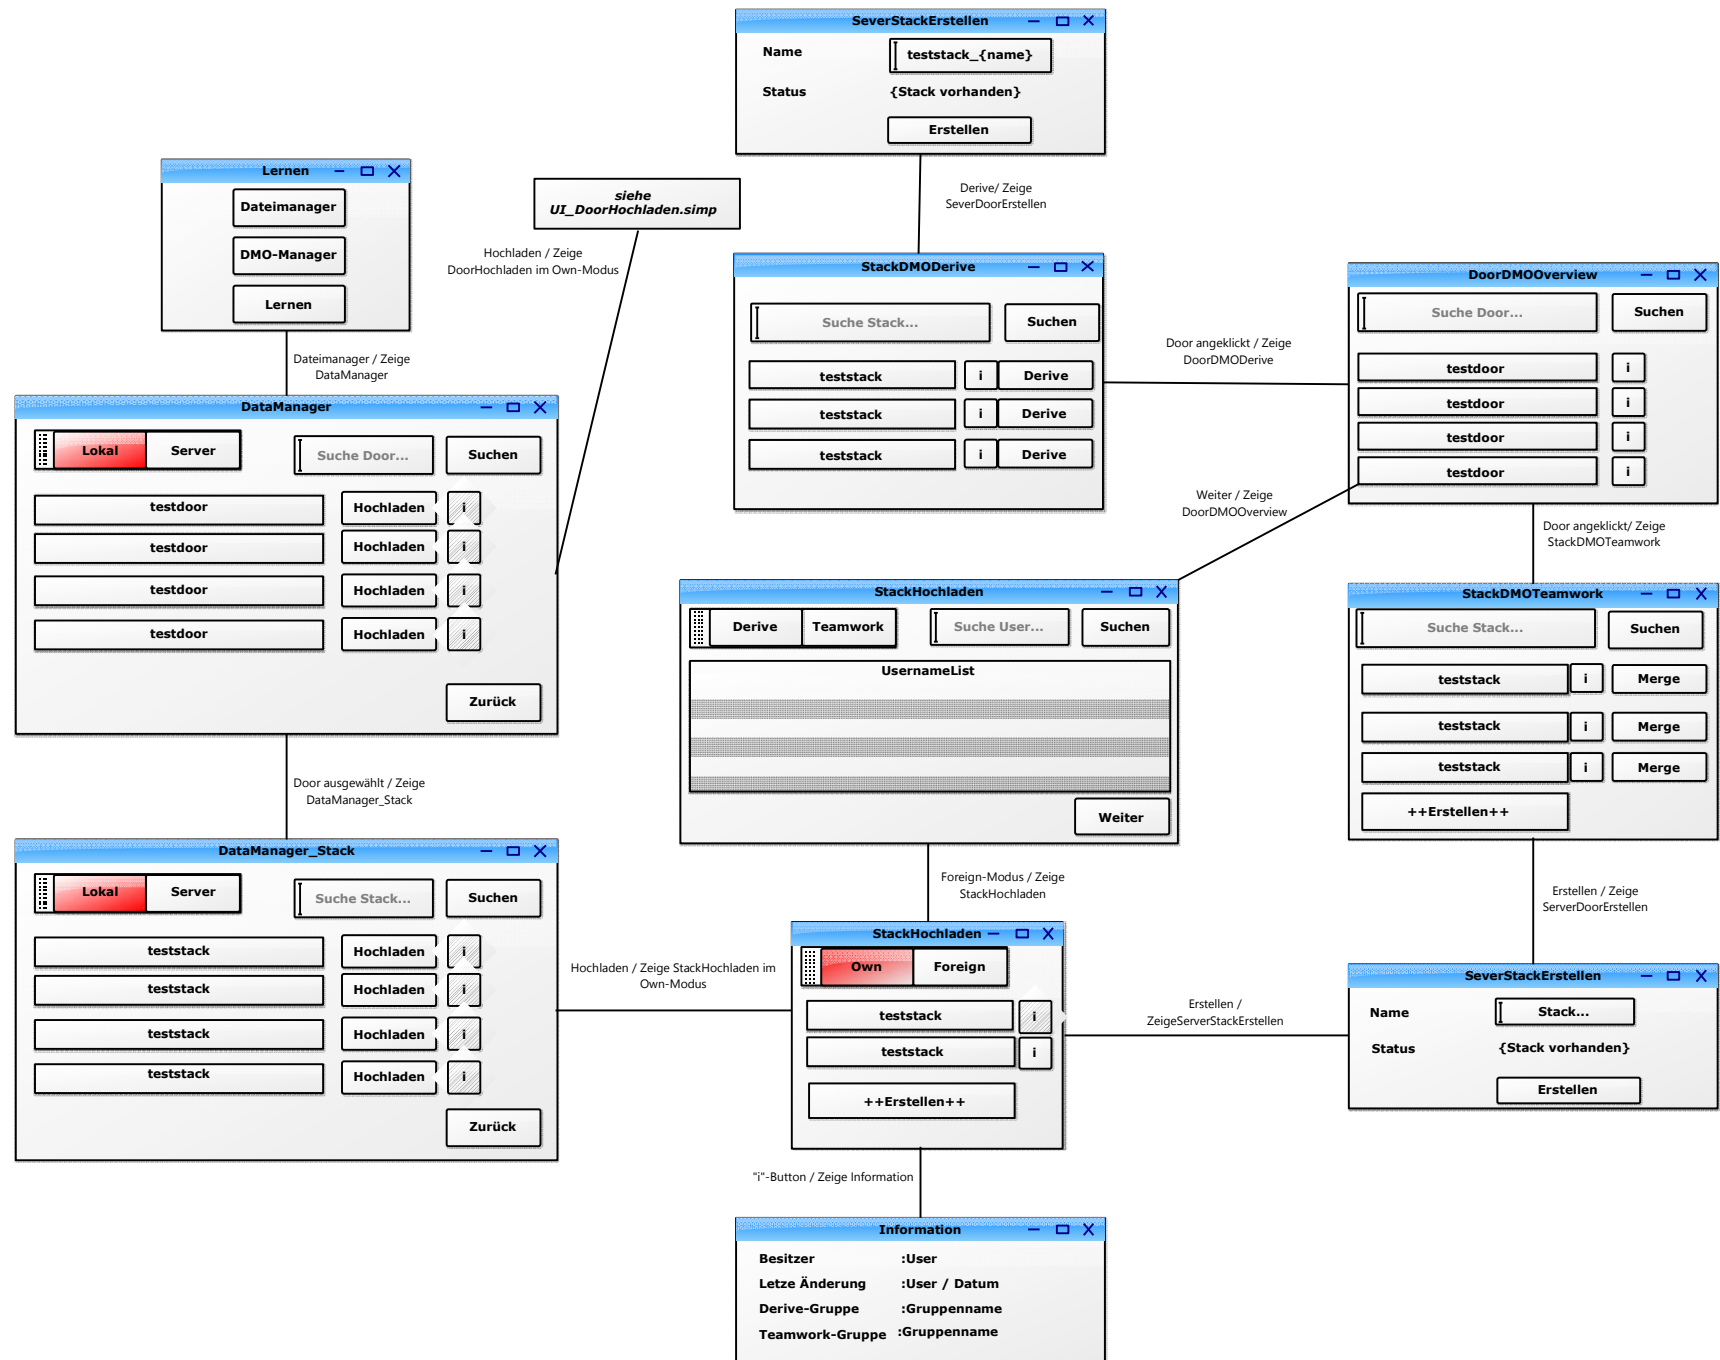 SeverStackErstellen
Name
teststack_{name}
Status
{Stack vorhanden}
Erstellen
Lernen
Dateimanager
DMO-Manager
Lernen
siehe
UI_DoorHochladen.simp
Derive/ Zeige
SeverDoorErstellen
Hochladen / Zeige
DoorHochladen im Own-Modus
Dateimanager / Zeige
DataManager
StackDMODerive
Suche Stack...
Suchen
teststack
i
Derive
teststack
i
Derive
teststack
i
Derive
Door angeklickt / Zeige
DoorDMODerive
DoorDMOOverview
Suche Door...
Suchen
testdoor
i
testdoor
i
testdoor
i
testdoor
i
DataManager
Lokal
Server
Suche Door...
Suchen
testdoor
Hochladen
i
testdoor
Hochladen
i
testdoor
Hochladen
i
testdoor
Hochladen
i
Zurück
Weiter / Zeige
DoorDMOOverview
Door angeklickt/ Zeige
StackDMOTeamwork
StackHochladen
Derive
Teamwork
Suche User...
Suchen
UsernameList
Weiter
StackDMOTeamwork
Suche Stack...
Suchen
teststack
i
Merge
teststack
i
Merge
teststack
i
Merge
++Erstellen++
Door ausgewählt / Zeige
DataManager_Stack
DataManager_Stack
Lokal
Server
Suche Stack...
Suchen
teststack
Hochladen
i
teststack
Hochladen
i
teststack
Hochladen
i
teststack
Hochladen
i
Zurück
Foreign-Modus / Zeige
StackHochladen
Hochladen / Zeige StackHochladen im
Own-Modus
StackHochladen
Own
Foreign
teststack
i
teststack
i
++Erstellen++
Erstellen /
ZeigeServerStackErstellen
Erstellen / Zeige
ServerDoorErstellen
SeverStackErstellen
Name
Stack...
Status
{Stack vorhanden}
Erstellen
"i"-Button / Zeige Information
Information
Besitzer
:User
Letze Änderung
:User / Datum
Derive-Gruppe
:Gruppenname
Teamwork-Gruppe
:Gruppenname